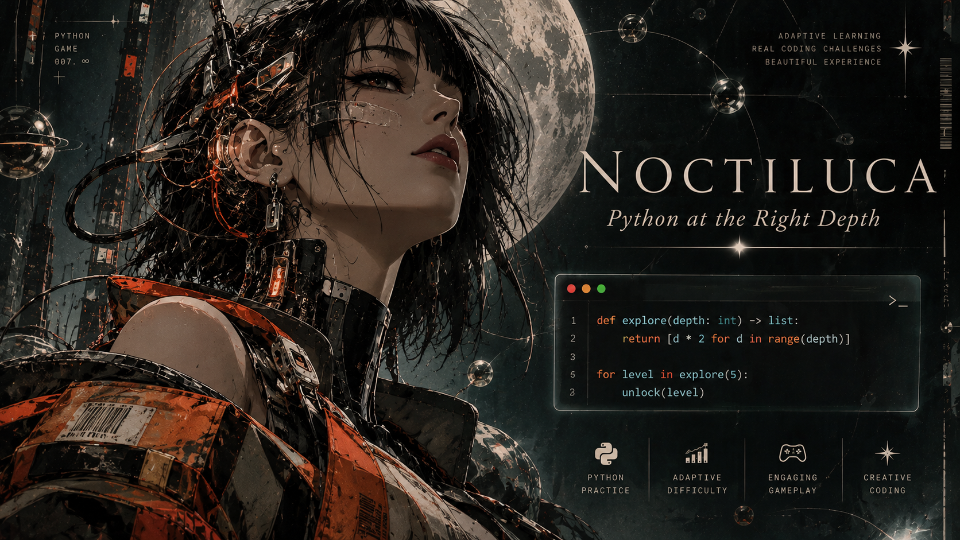 PYTHON
GAME
007. ∞
ADAPTIVE LEARNING
REAL CODING CHALLENGES
BEAUTIFUL EXPERIENCE
NOCTILUCA
Python at the Right Depth
>_
1 def explore(depth: int) -> list:
2     return [d * 2 for d in range(depth)]
3
5 for level in explore(5):
3     unlock(level)
PYTHON
PRACTICE
ADAPTIVE
DIFFICULTY
ENGAGING
GAMEPLAY
CREATIVE
CODING